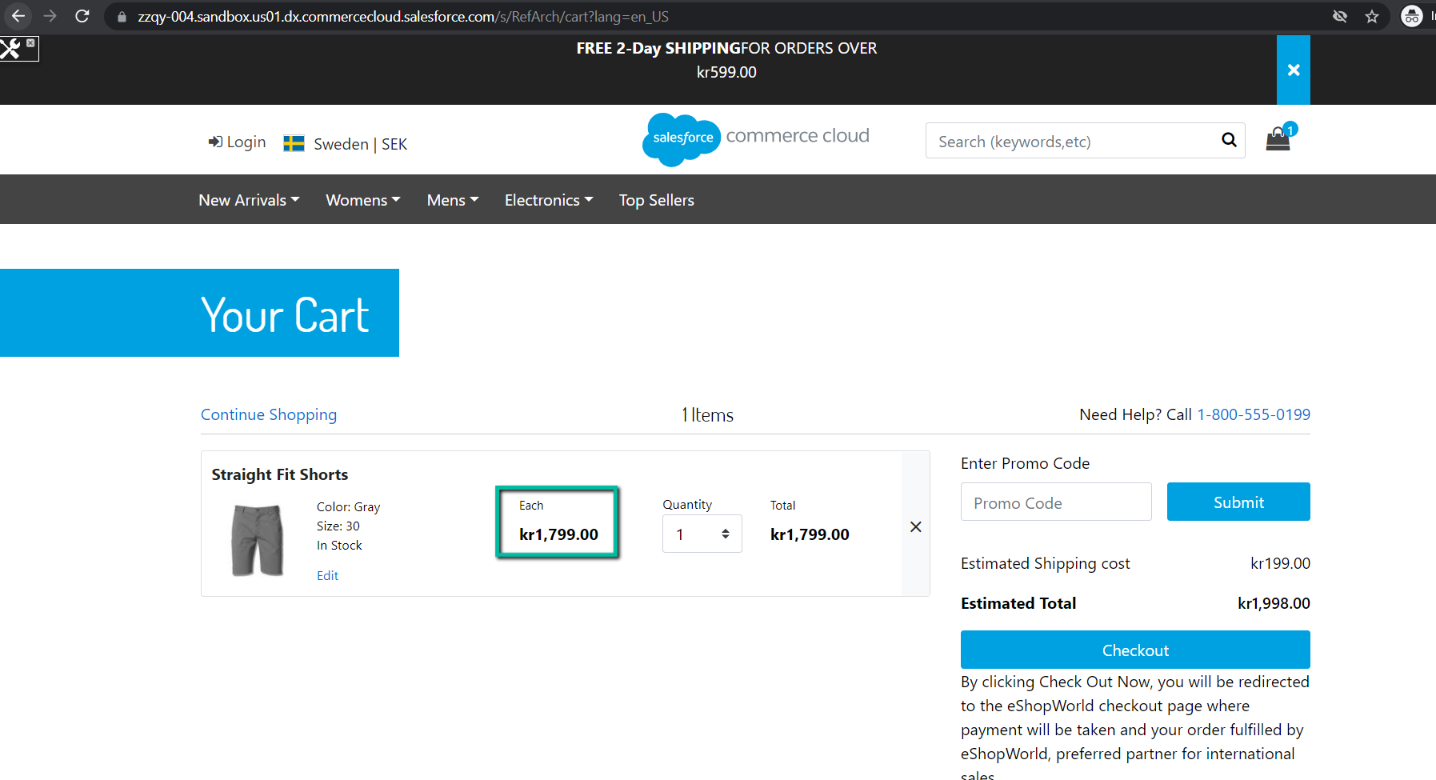 zzqy-004.sandbox.us01.dx.commercecloud.salesforce.com/s/RefArch/cart?lang=en_US
FREE 2-Day SHIPPINGFOR ORDERS OVER
kr599.00
Login
Sweden | SEK
salesforce commerce cloud
Search (keywords,etc)
1
New Arrivals
Womens
Mens
Electronics
Top Sellers
Your Cart
Continue Shopping
1 Items
Need Help? Call 1-800-555-0199
Straight Fit Shorts
Color: Gray
Size: 30
In Stock
Edit
Each
kr1,799.00
Quantity
1
Total
kr1,799.00
Enter Promo Code
Promo Code
Submit
Estimated Shipping cost kr199.00
Estimated Total kr1,998.00
Checkout
By clicking Check Out Now, you will be redirected
to the eShopWorld checkout page where
payment will be taken and your order fulfilled by
eShopWorld, preferred partner for international
sales